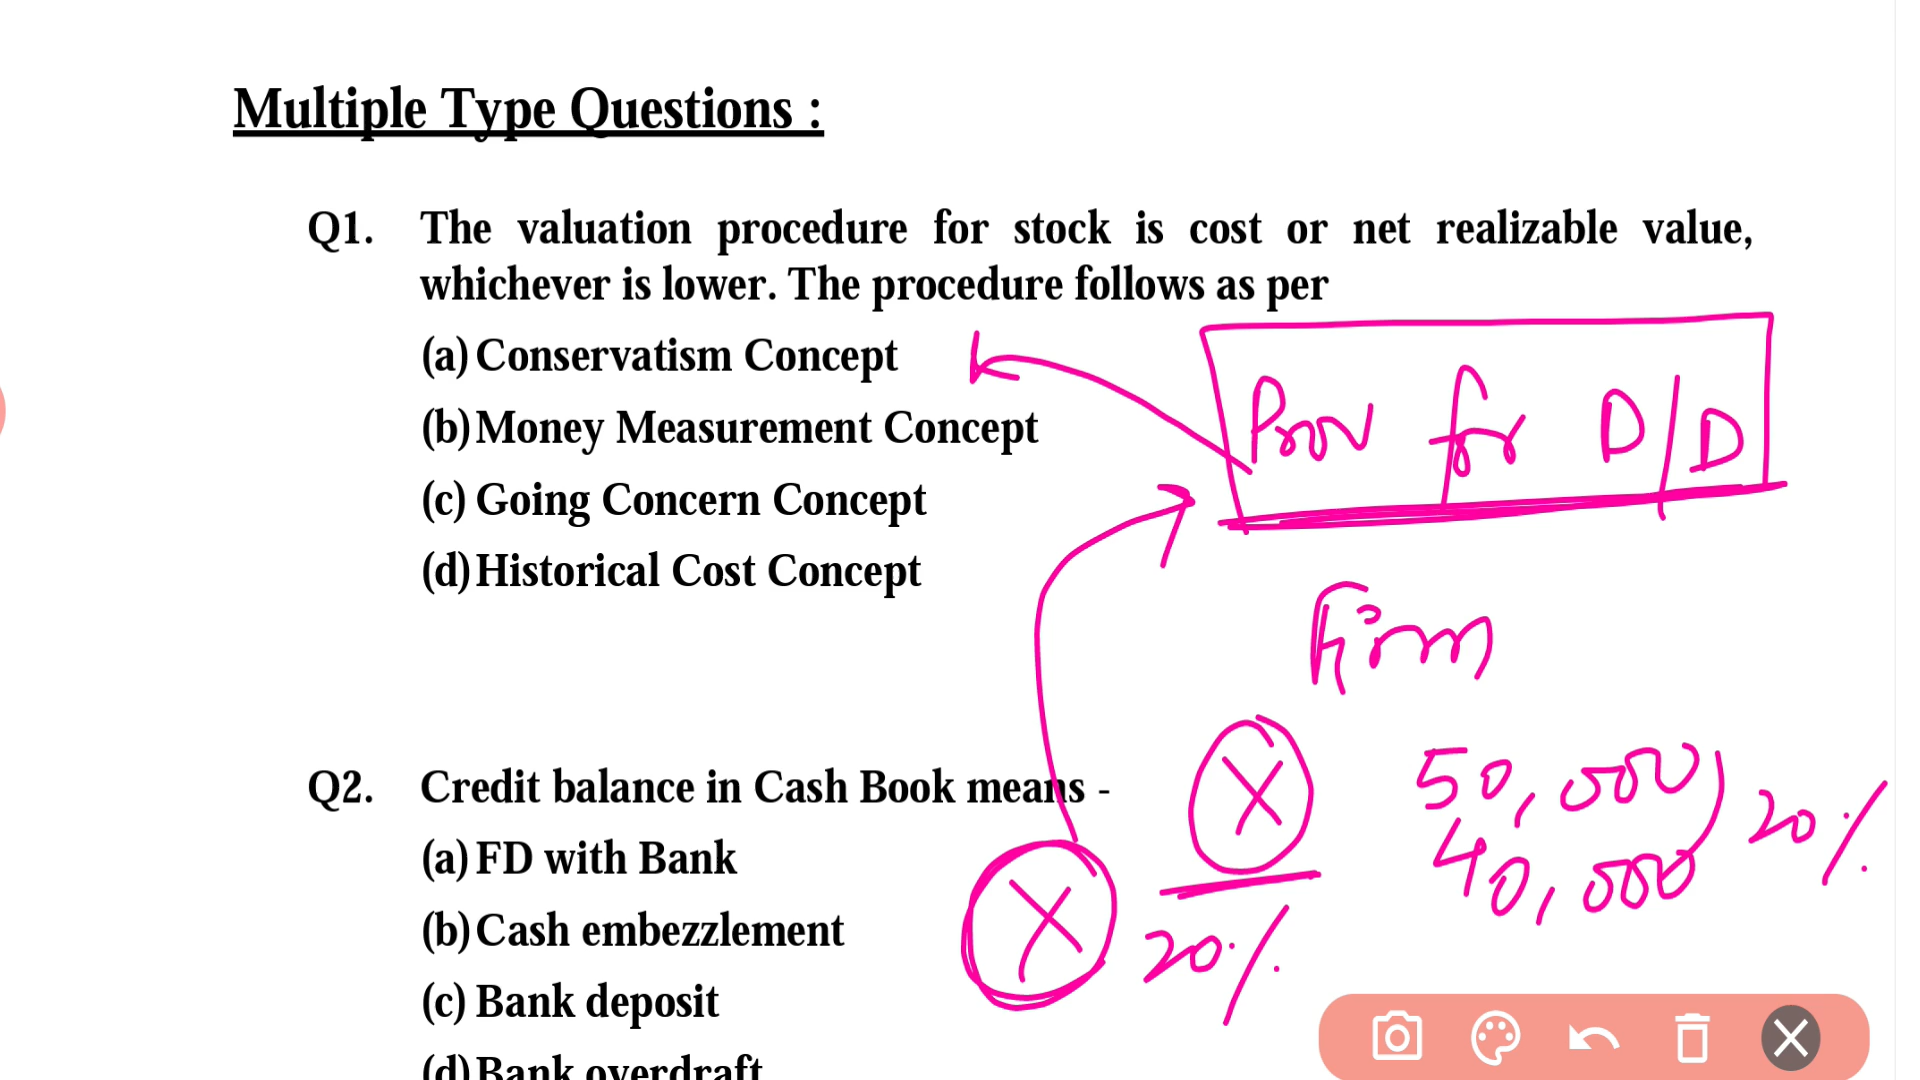 Multiple Type Questions :
Q1. The valuation procedure for stock is cost or net realizable value,
whichever is lower. The procedure follows as per
(a) Conservatism Concept
(b) Money Measurement Concept
(c) Going Concern Concept
(d) Historical Cost Concept
Prov for D/D
Firm
Q2. Credit balance in Cash Book means -
(a) FD with Bank
(b) Cash embezzlement
(c) Bank deposit
(d) Bank overdraft
X
50,000
40,000
20%
X
20%